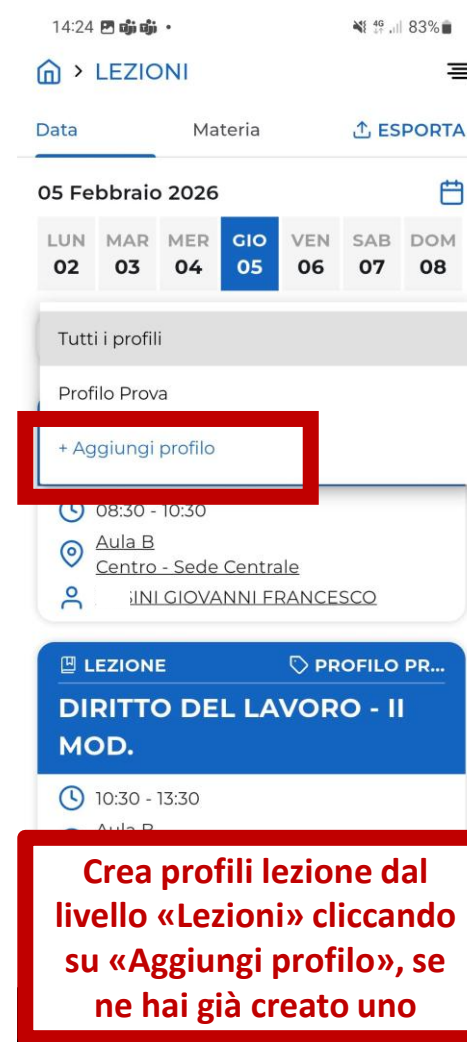 14:24
4G 83%
> LEZIONI
Data Materia ESPORTA
05 Febbraio 2026
LUN MAR MER GIO VEN SAB DOM
02 03 04 05 06 07 08
Tutti i profili
Profilo Prova
+ Aggiungi profilo
08:30 - 10:30
Aula B
Centro - Sede Centrale
GIOVANNI FRANCESCO
LEZIONE PROFILO PR...
DIRITTO DEL LAVORO - II
MOD.
10:30 - 13:30
Aula B
Crea profili lezione dal
livello «Lezioni» cliccando
su «Aggiungi profilo», se
ne hai già creato uno